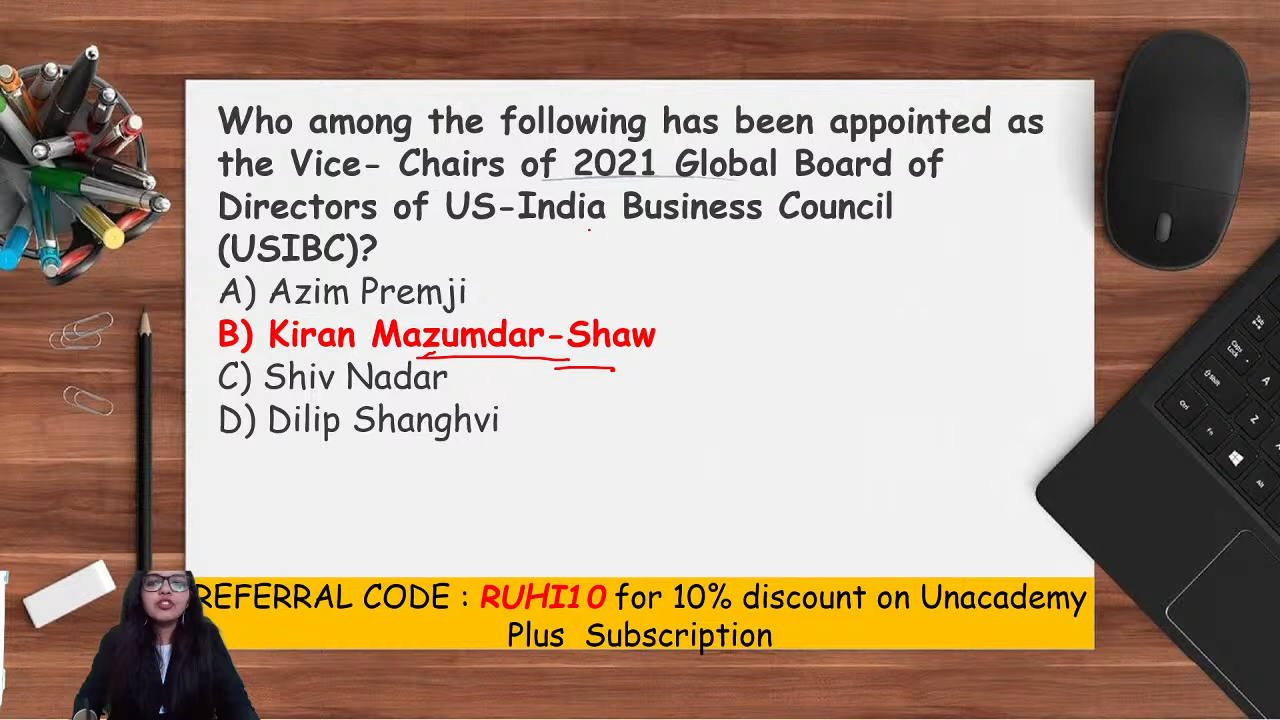 Who among the following has been appointed as
the Vice- Chairs of 2021 Global Board of
Directors of US-India Business Council
(USIBC)?
A) Azim Premji
B) Kiran Mazumdar-Shaw
C) Shiv Nadar
D) Dilip Shanghvi
REFERRAL CODE : RUHI10 for 10% discount on Unacademy
Plus Subscription